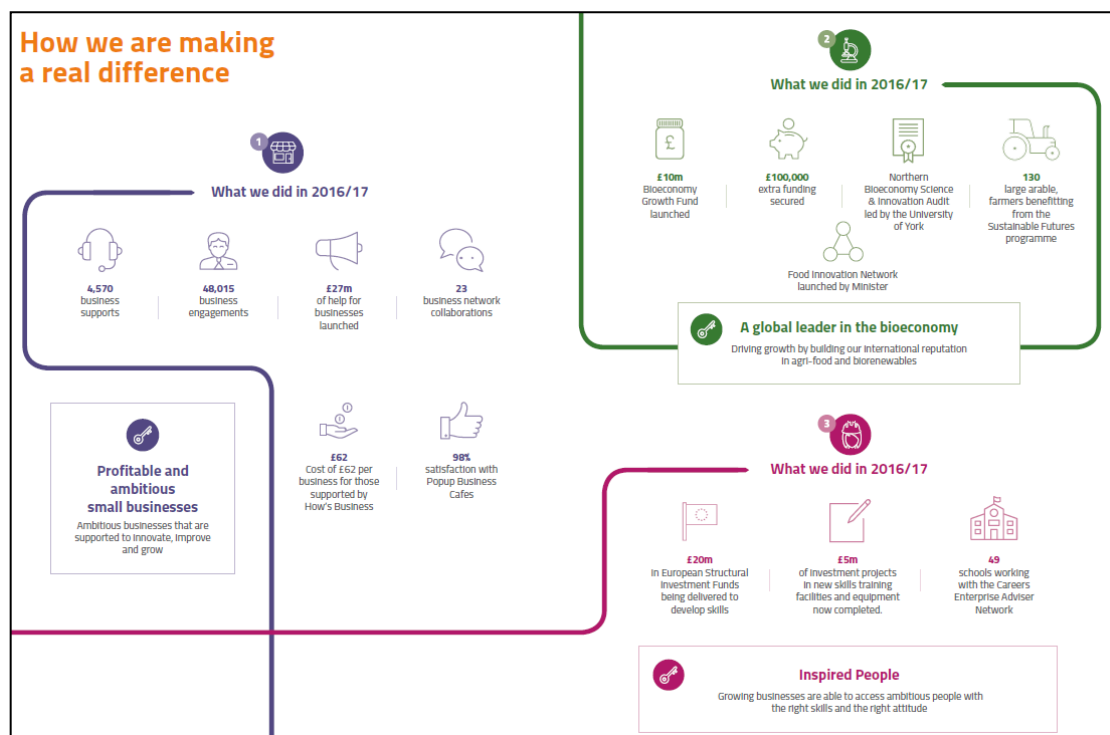 How we are making
a real difference
1
What we did in 2016/17
4,570
business
supports
48,015
business
engagements
£27m
of help for
businesses
launched
23
business network
collaborations
Profitable and
ambitious
small businesses
Ambitious businesses that are
supported to innovate, improve
and grow
£62
Cost of £62 per
business for those
supported by
How's Business
98%
satisfaction with
Popup Business
Cafes
2
What we did in 2016/17
£
£10m
Bioeconomy
Growth Fund
launched
£100,000
extra funding
secured
Northern
Bioeconomy Science
& Innovation Audit
led by the University
of York
130
large arable,
farmers benefitting
from the
Sustainable Futures
programme
Food Innovation Network
launched by Minister
A global leader in the bioeconomy
Driving growth by building our international reputation
in agri-food and biorenewables
3
What we did in 2016/17
£20m
in European Structural
Investment Funds
being delivered to
develop skills
£5m
of investment projects
in new skills training
facilities and equipment
now completed.
49
schools working
with the Careers
Enterprise Adviser
Network
Inspired People
Growing businesses are able to access ambitious people with
the right skills and the right attitude